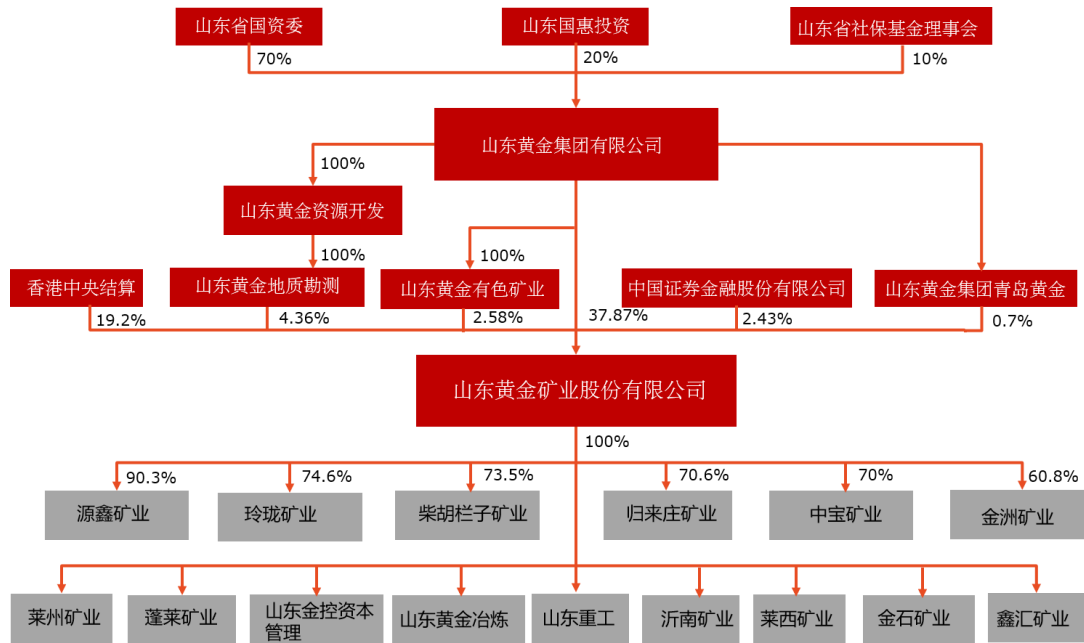 山东省国资委
山东国惠投资
山东省社保基金理事会
70%
20%
10%
山东黄金集团有限公司
100%
山东黄金资源开发
100%
100%
香港中央结算
山东黄金地质勘测
山东黄金有色矿业
中国证券金融股份有限公司
山东黄金集团青岛黄金
19.2%
4.36%
2.58%
37.87%
2.43%
0.7%
山东黄金矿业股份有限公司
100%
90.3%
74.6%
73.5%
70.6%
70%
60.8%
源鑫矿业
玲珑矿业
柴胡栏子矿业
归来庄矿业
中宝矿业
金洲矿业
莱州矿业
蓬莱矿业
山东金控资本
管理
山东黄金冶炼
山东重工
沂南矿业
莱西矿业
金石矿业
鑫汇矿业